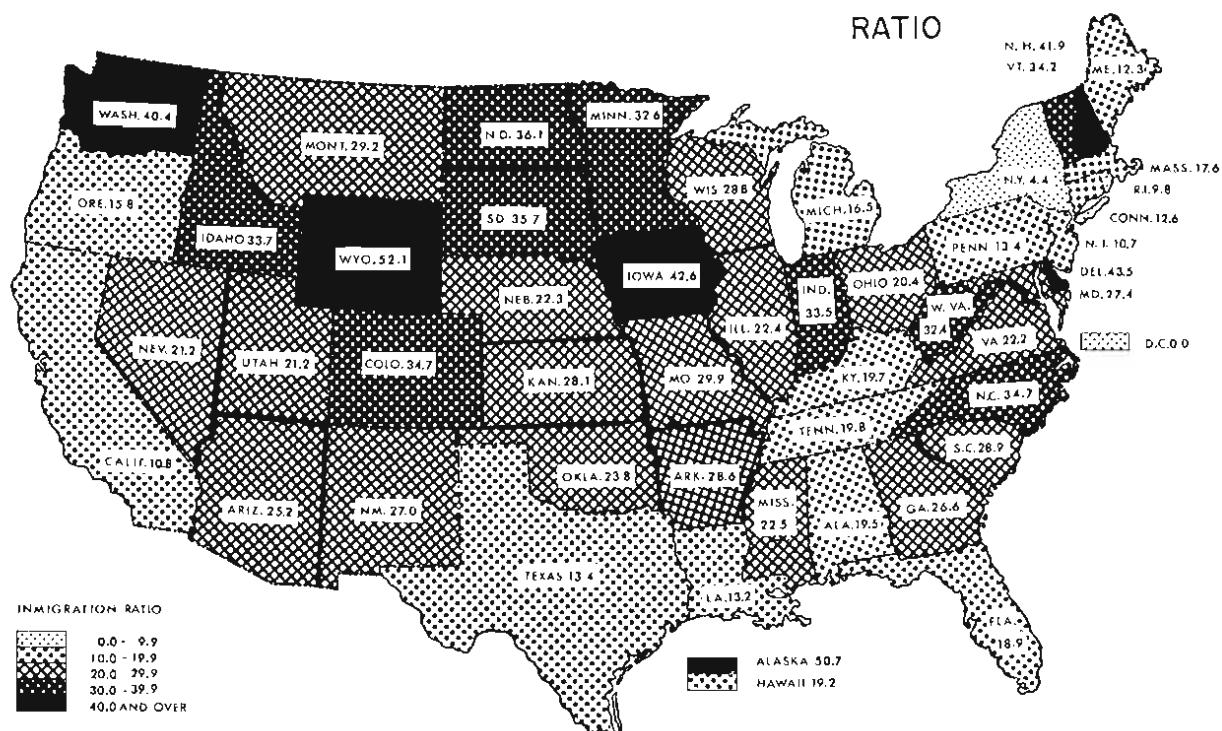 RATIO
N. H. 41.9
VT. 34.2
ME. 12.3
WASH. 40.4
MONT. 29.2
N.D. 36.1
MINN. 32.6
ORE. 15.8
IDAHO 33.7
WYO. 52.1
SD. 35.7
WIS 28.8
MICH. 16.5
N.Y. 4.4
MASS. 17.6
R.I. 9.8
CONN. 12.6
PENN. 13.4
N. J. 10.7
DEL. 43.5
MD. 27.4
D.C. 0.0
IOWA 42.6
NEB. 22.3
ILL. 22.4
IND. 33.5
OHIO 20.4
W. VA. 32.4
VA 22.2
NEV. 21.2
UTAH 21.2
COLO. 34.7
KAN. 28.1
MO. 29.9
KY. 19.7
N.C. 34.7
TENN. 19.8
S.C. 28.9
CALIF. 10.8
ARIZ. 25.2
N.M. 27.0
OKLA. 23.8
ARK. 28.6
MISS. 22.5
ALA. 19.5
GA. 26.6
TEXAS 13.4
LA. 13.2
FLA. 18.9
INMIGRATION RATIO
0.0 - 9.9
10.0 - 19.9
20.0 - 29.9
30.0 - 39.9
40.0 AND OVER
ALASKA 50.7
HAWAII 19.2